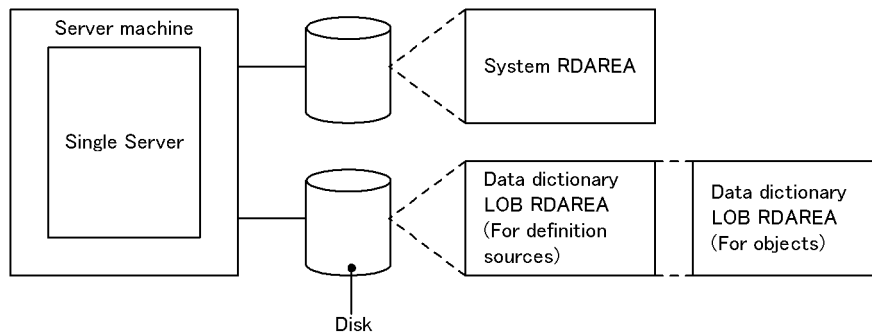 Server machine
Single Server
System RDAREA
Data dictionary
LOB RDAREA
(For definition
sources)
Data dictionary
LOB RDAREA
(For objects)
Disk